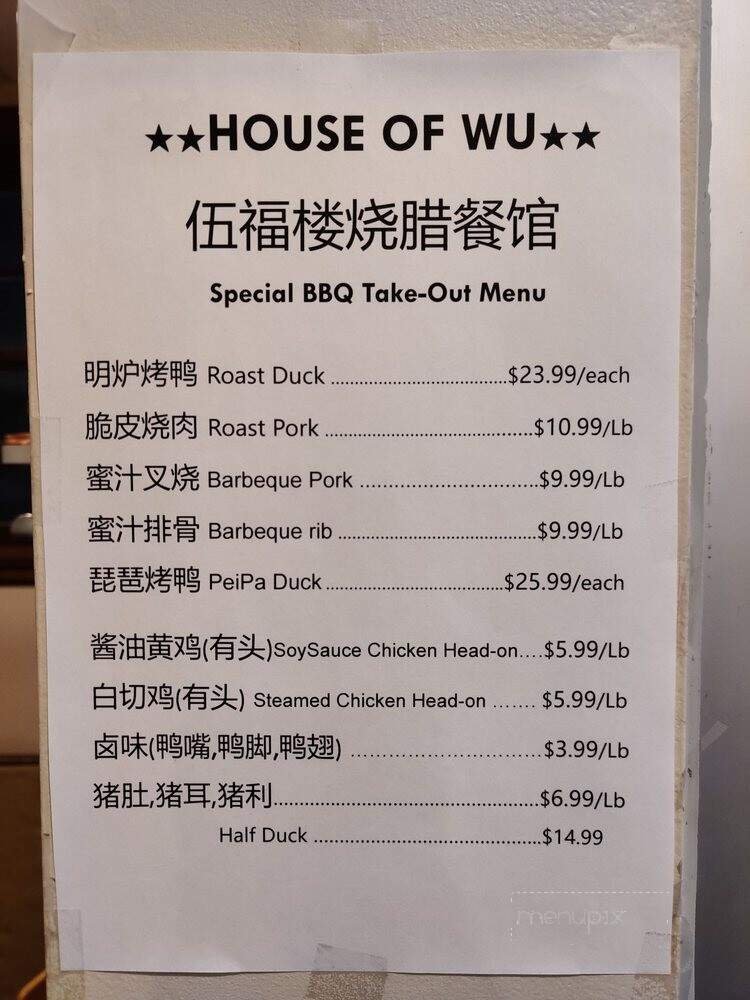 ★★HOUSE OF WU★★
伍福楼烧腊餐馆
Special BBQ Take-Out Menu
明炉烤鸭 Roast Duck ....................................$23.99/each
脆皮烧肉 Roast Pork ..........................................$10.99/Lb
蜜汁叉烧 Barbeque Pork ....................................$9.99/Lb
蜜汁排骨 Barbeque rib ........................................$9.99/Lb
琵琶烤鸭 PeiPa Duck....................................$25.99/each
酱油黄鸡(有头)SoySauce Chicken Head-on....$5.99/Lb
白切鸡(有头) Steamed Chicken Head-on ....... $5.99/Lb
卤味(鸭嘴,鸭脚,鸭翅) ....................................$3.99/Lb
猪肚,猪耳,猪利......................................................$6.99/Lb
Half Duck ..............................................$14.99
menupix